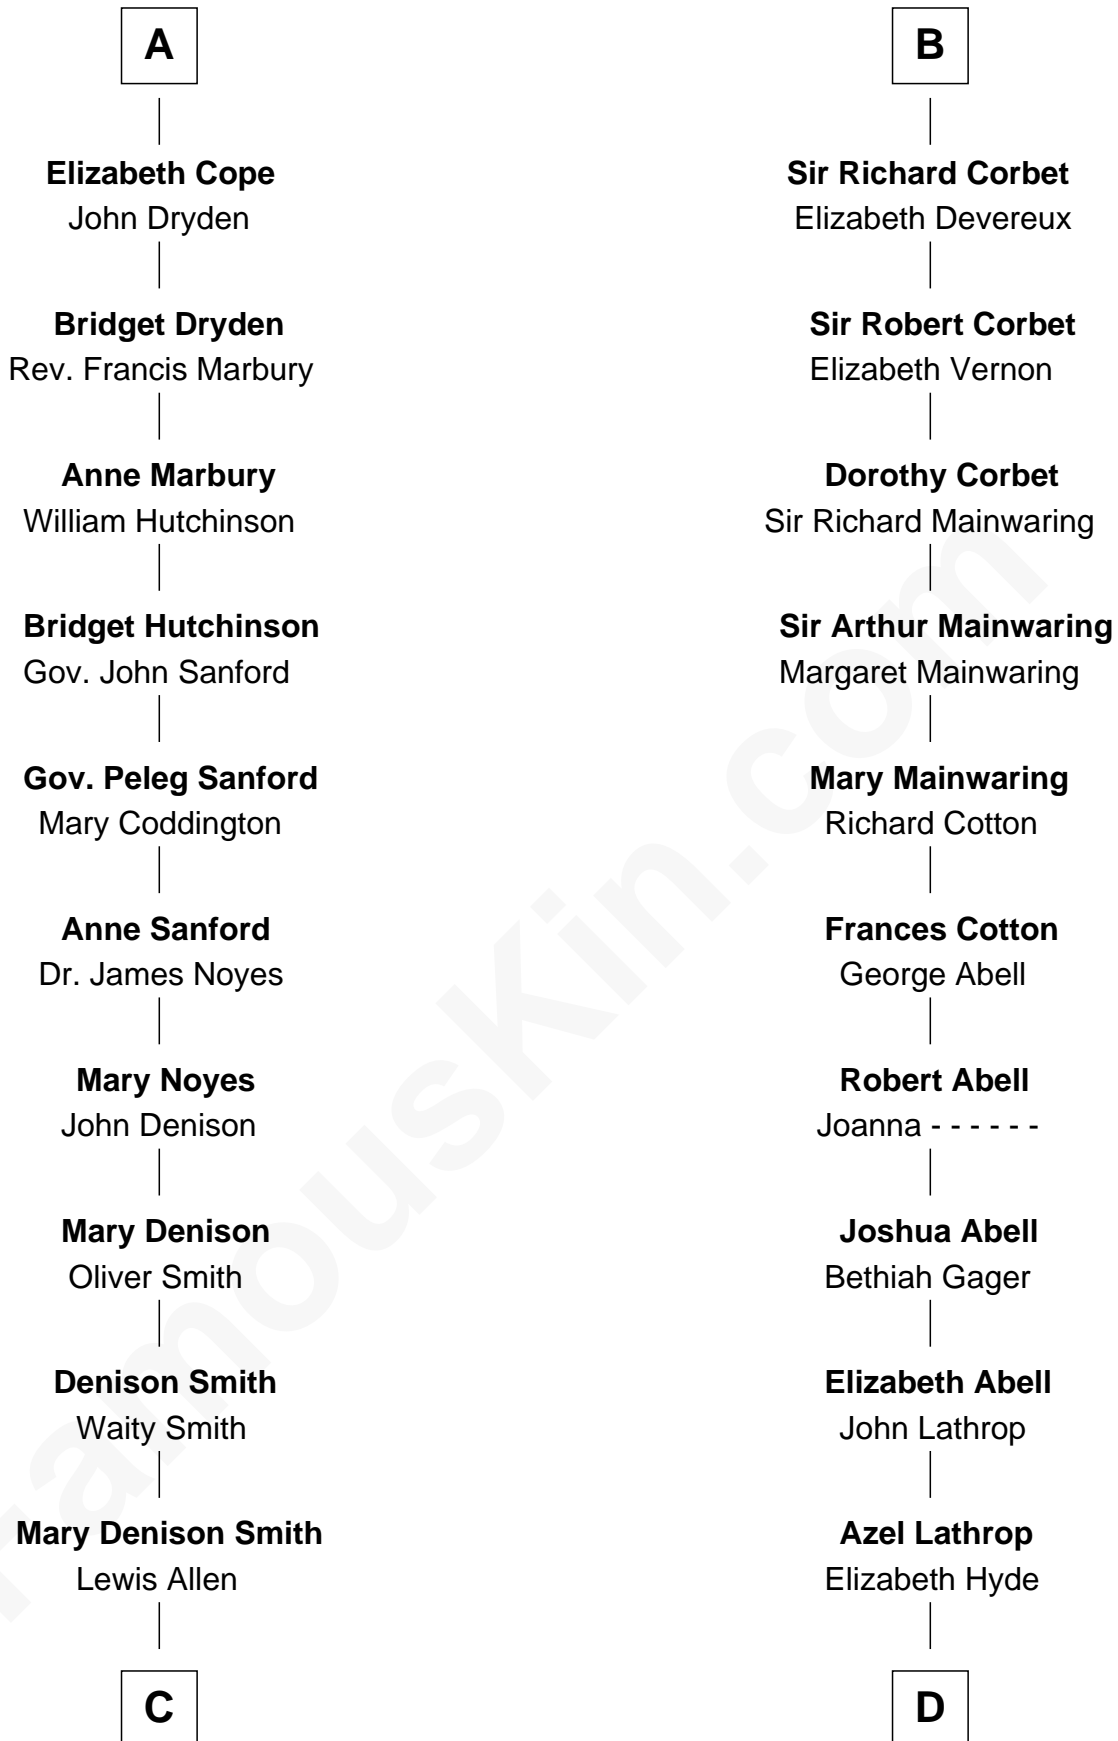 A
Elizabeth Cope
John Dryden
Bridget Dryden
Rev. Francis Marbury
Anne Marbury
William Hutchinson
Bridget Hutchinson
Gov. John Sanford
Gov. Peleg Sanford
Mary Coddington
Anne Sanford
Dr. James Noyes
Mary Noyes
John Denison
Mary Denison
Oliver Smith
Denison Smith
Waity Smith
Mary Denison Smith
Lewis Allen
C
B
Sir Richard Corbet
Elizabeth Devereux
Sir Robert Corbet
Elizabeth Vernon
Dorothy Corbet
Sir Richard Mainwaring
Sir Arthur Mainwaring
Margaret Mainwaring
Mary Mainwaring
Richard Cotton
Frances Cotton
George Abell
Robert Abell
Joanna - - - - - -
Joshua Abell
Bethiah Gager
Elizabeth Abell
John Lathrop
Azel Lathrop
Elizabeth Hyde
D
FamousKin.com